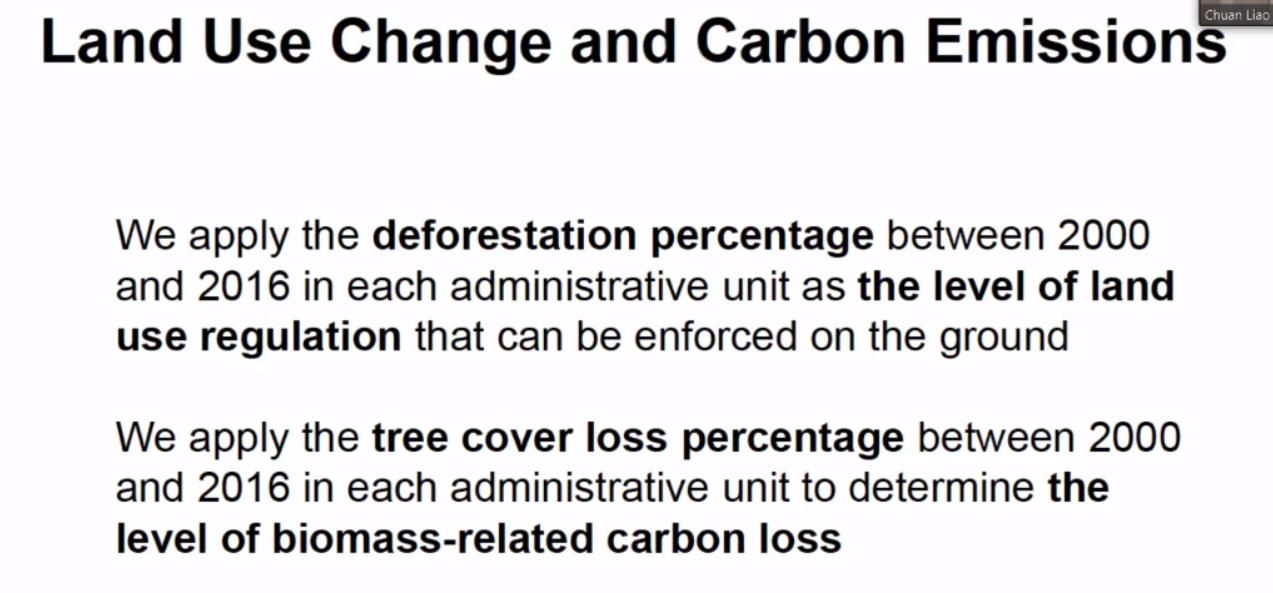 Chuan Liao
Land Use Change and Carbon Emissions
We apply the deforestation percentage between 2000
and 2016 in each administrative unit as the level of land
use regulation that can be enforced on the ground
We apply the tree cover loss percentage between 2000
and 2016 in each administrative unit to determine the
level of biomass-related carbon loss